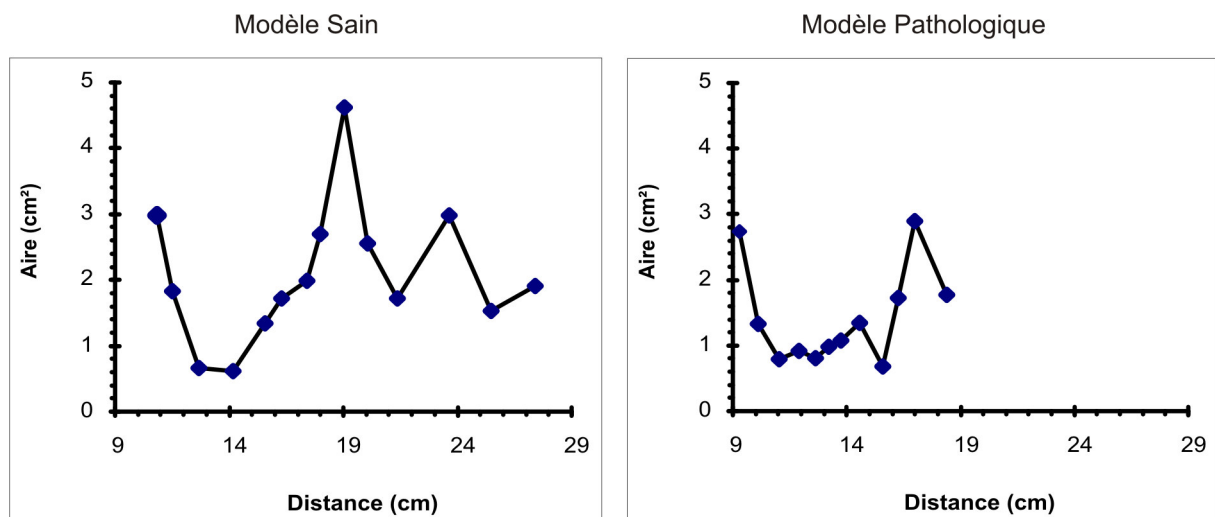 Modèle Sain
Modèle Pathologique
5
4
3
2
1
0
Aire (cm²)
9 14 19 24 29
Distance (cm)
5
4
3
2
1
0
Aire (cm²)
9 14 19 24 29
Distance (cm)